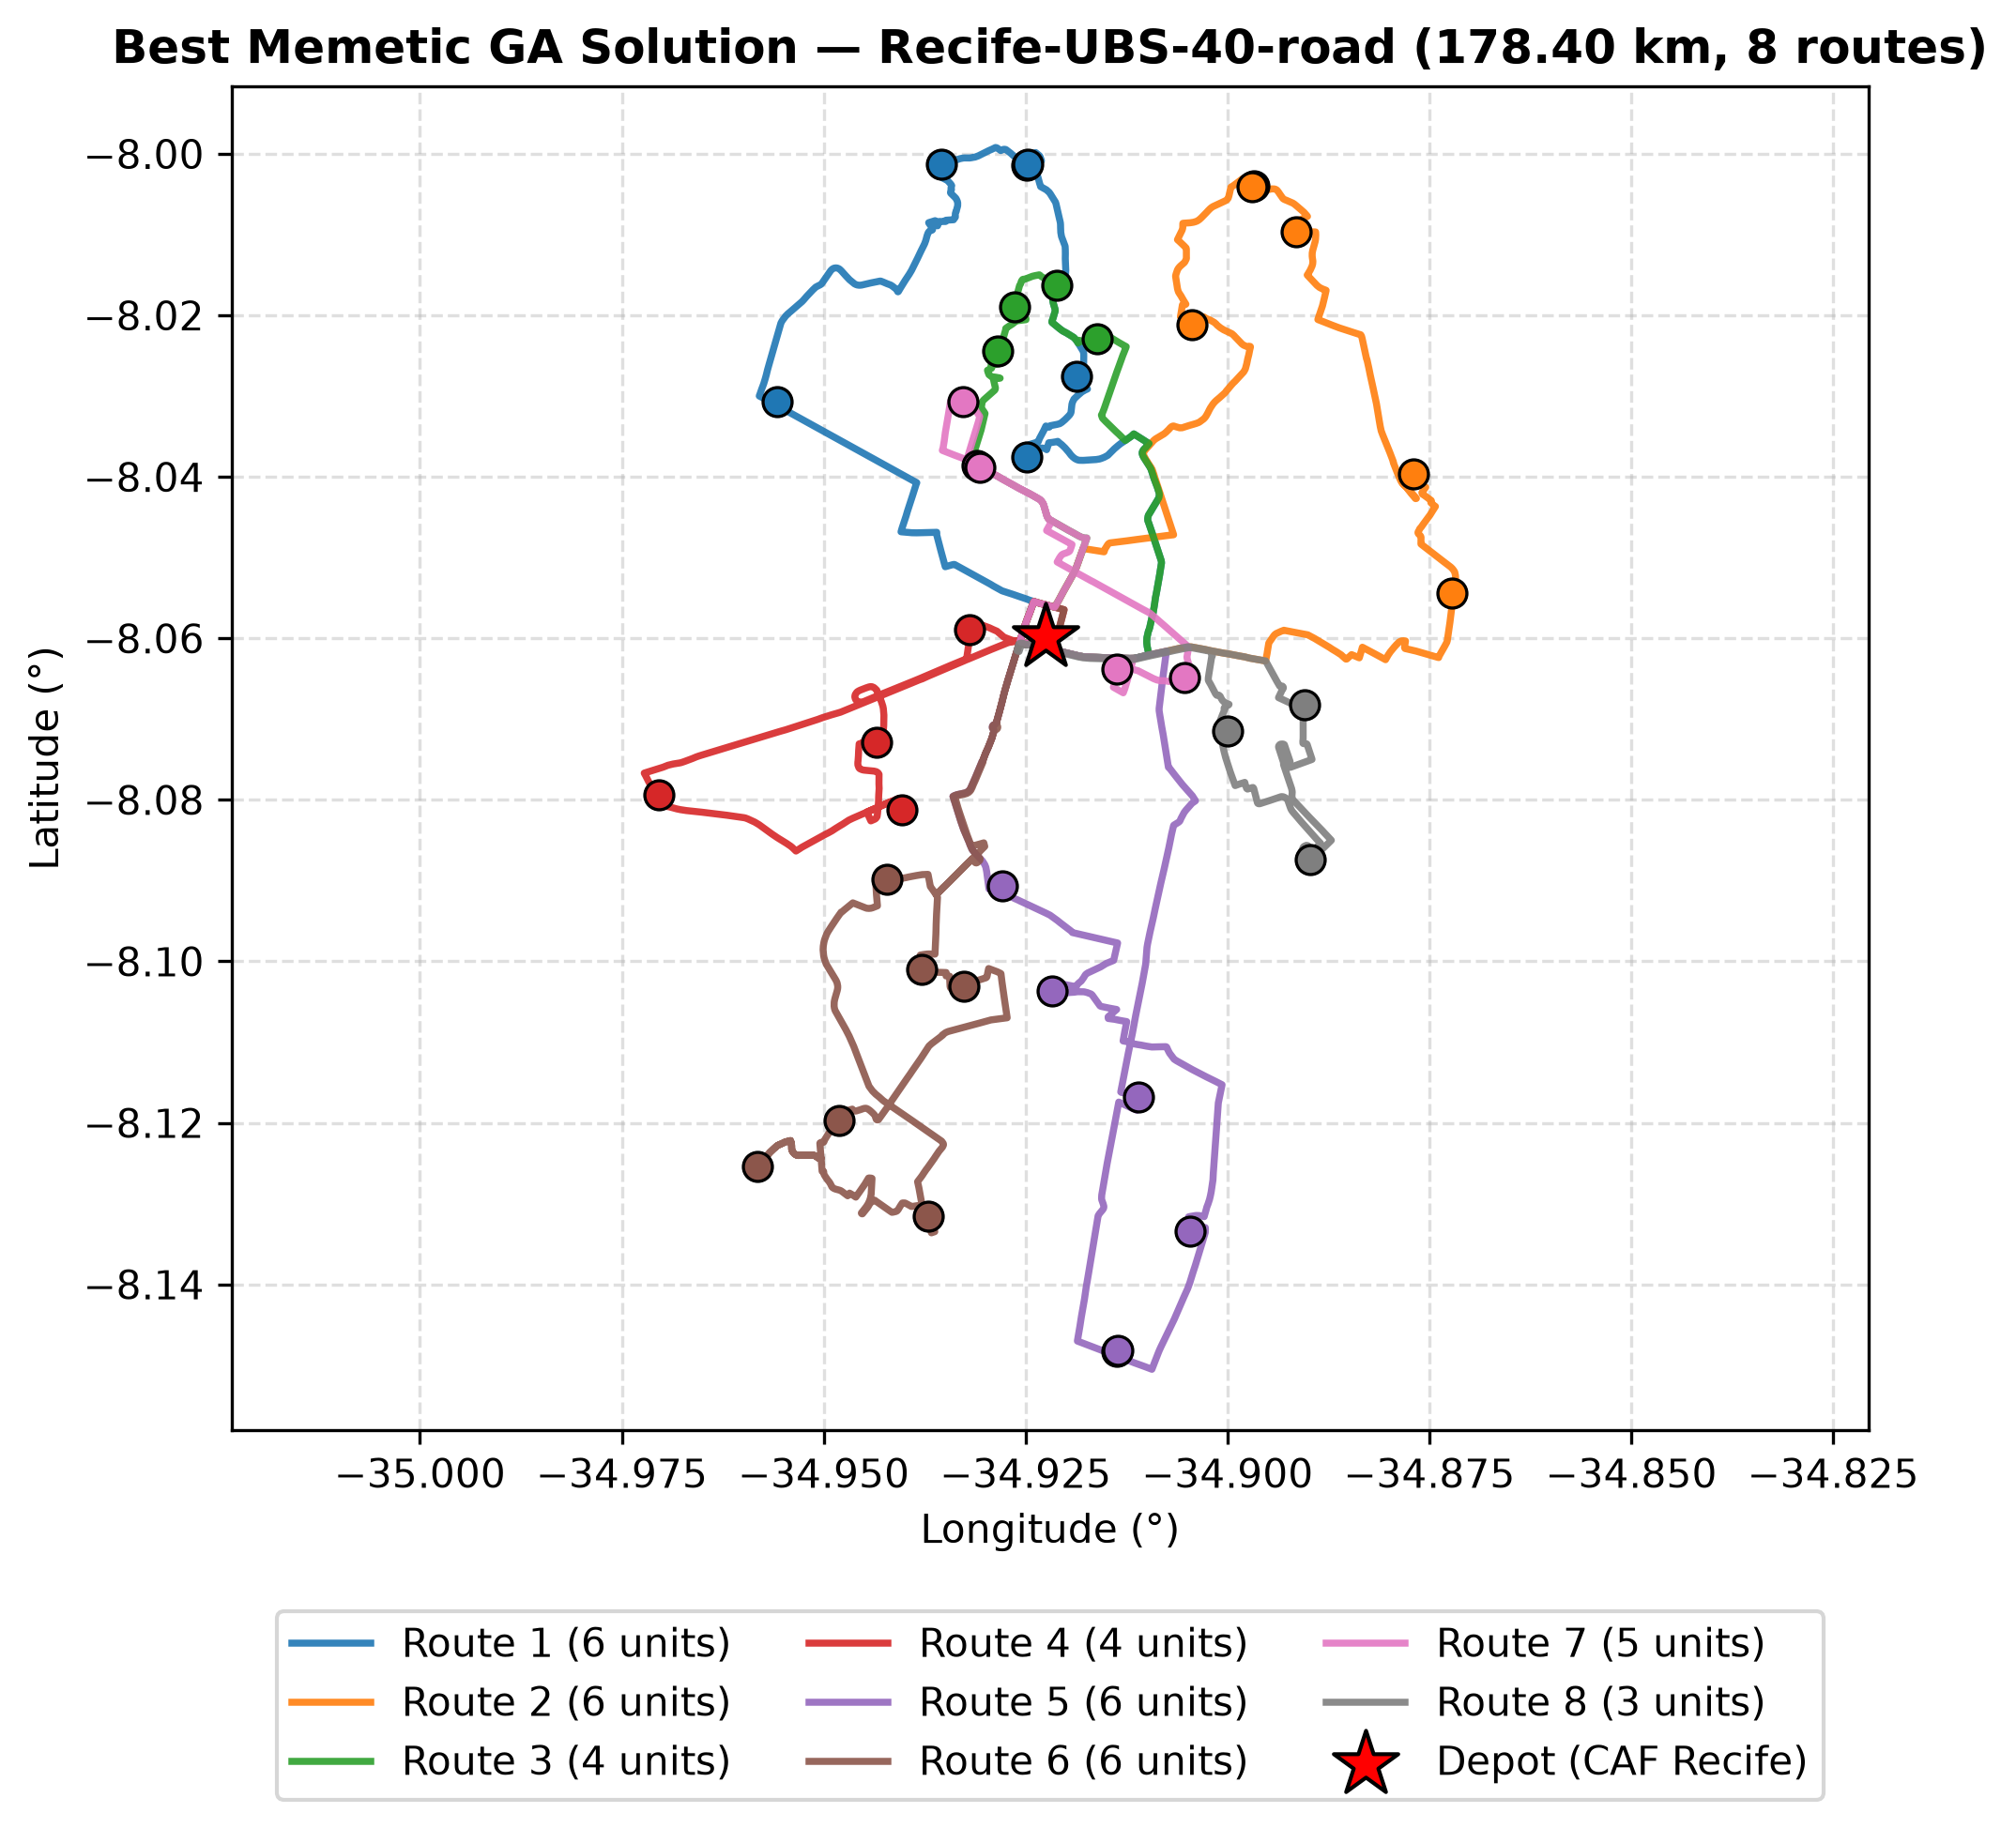 Best Memetic GA Solution — Recife-UBS-40-road (178.40 km, 8 routes)
−8.00
−8.02
−8.04
−8.06
−8.08
−8.10
−8.12
−8.14
Latitude (°)
−35.000 −34.975 −34.950 −34.925 −34.900 −34.875 −34.850 −34.825
Longitude (°)
Route 1 (6 units) Route 4 (4 units) Route 7 (5 units)
Route 2 (6 units) Route 5 (6 units) Route 8 (3 units)
Route 3 (4 units) Route 6 (6 units) Depot (CAF Recife)